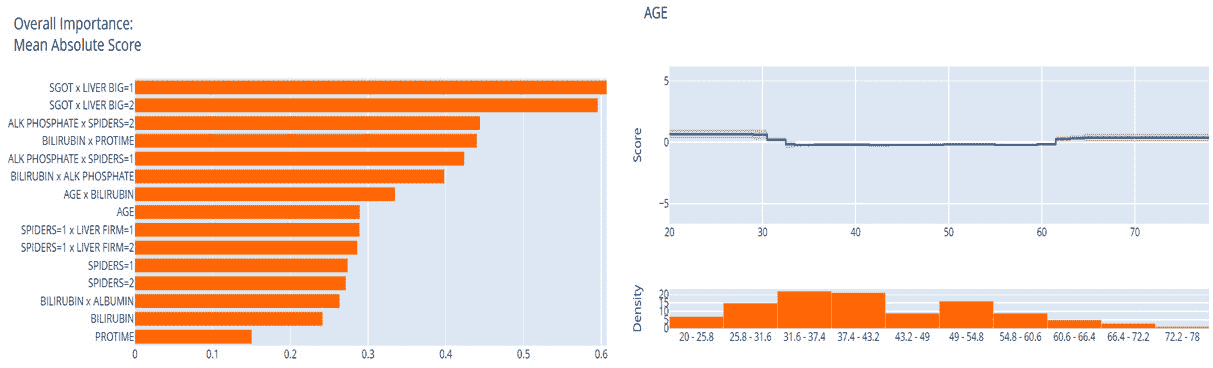 Overall Importance:
Mean Absolute Score
SGOT x LIVER BIG=1
SGOT x LIVER BIG=2
ALK PHOSPHATE x SPIDERS=2
BILIRUBIN x PROTIME
ALK PHOSPHATE x SPIDERS=1
BILIRUBIN x ALK PHOSPHATE
AGE x BILIRUBIN
AGE
SPIDERS=1 x LIVER FIRM=1
SPIDERS=1 x LIVER FIRM=2
SPIDERS=1
SPIDERS=2
BILIRUBIN x ALBUMIN
BILIRUBIN
PROTIME
0 0.1 0.2 0.3 0.4 0.5 0.6
AGE
Score
5
0
−5
20 30 40 50 60 70
Density
20
15
10
5
0
20 - 25.8 25.8 - 31.6 31.6 - 37.4 37.4 - 43.2 43.2 - 49 49 - 54.8 54.8 - 60.6 60.6 - 66.4 66.4 - 72.2 72.2 - 78